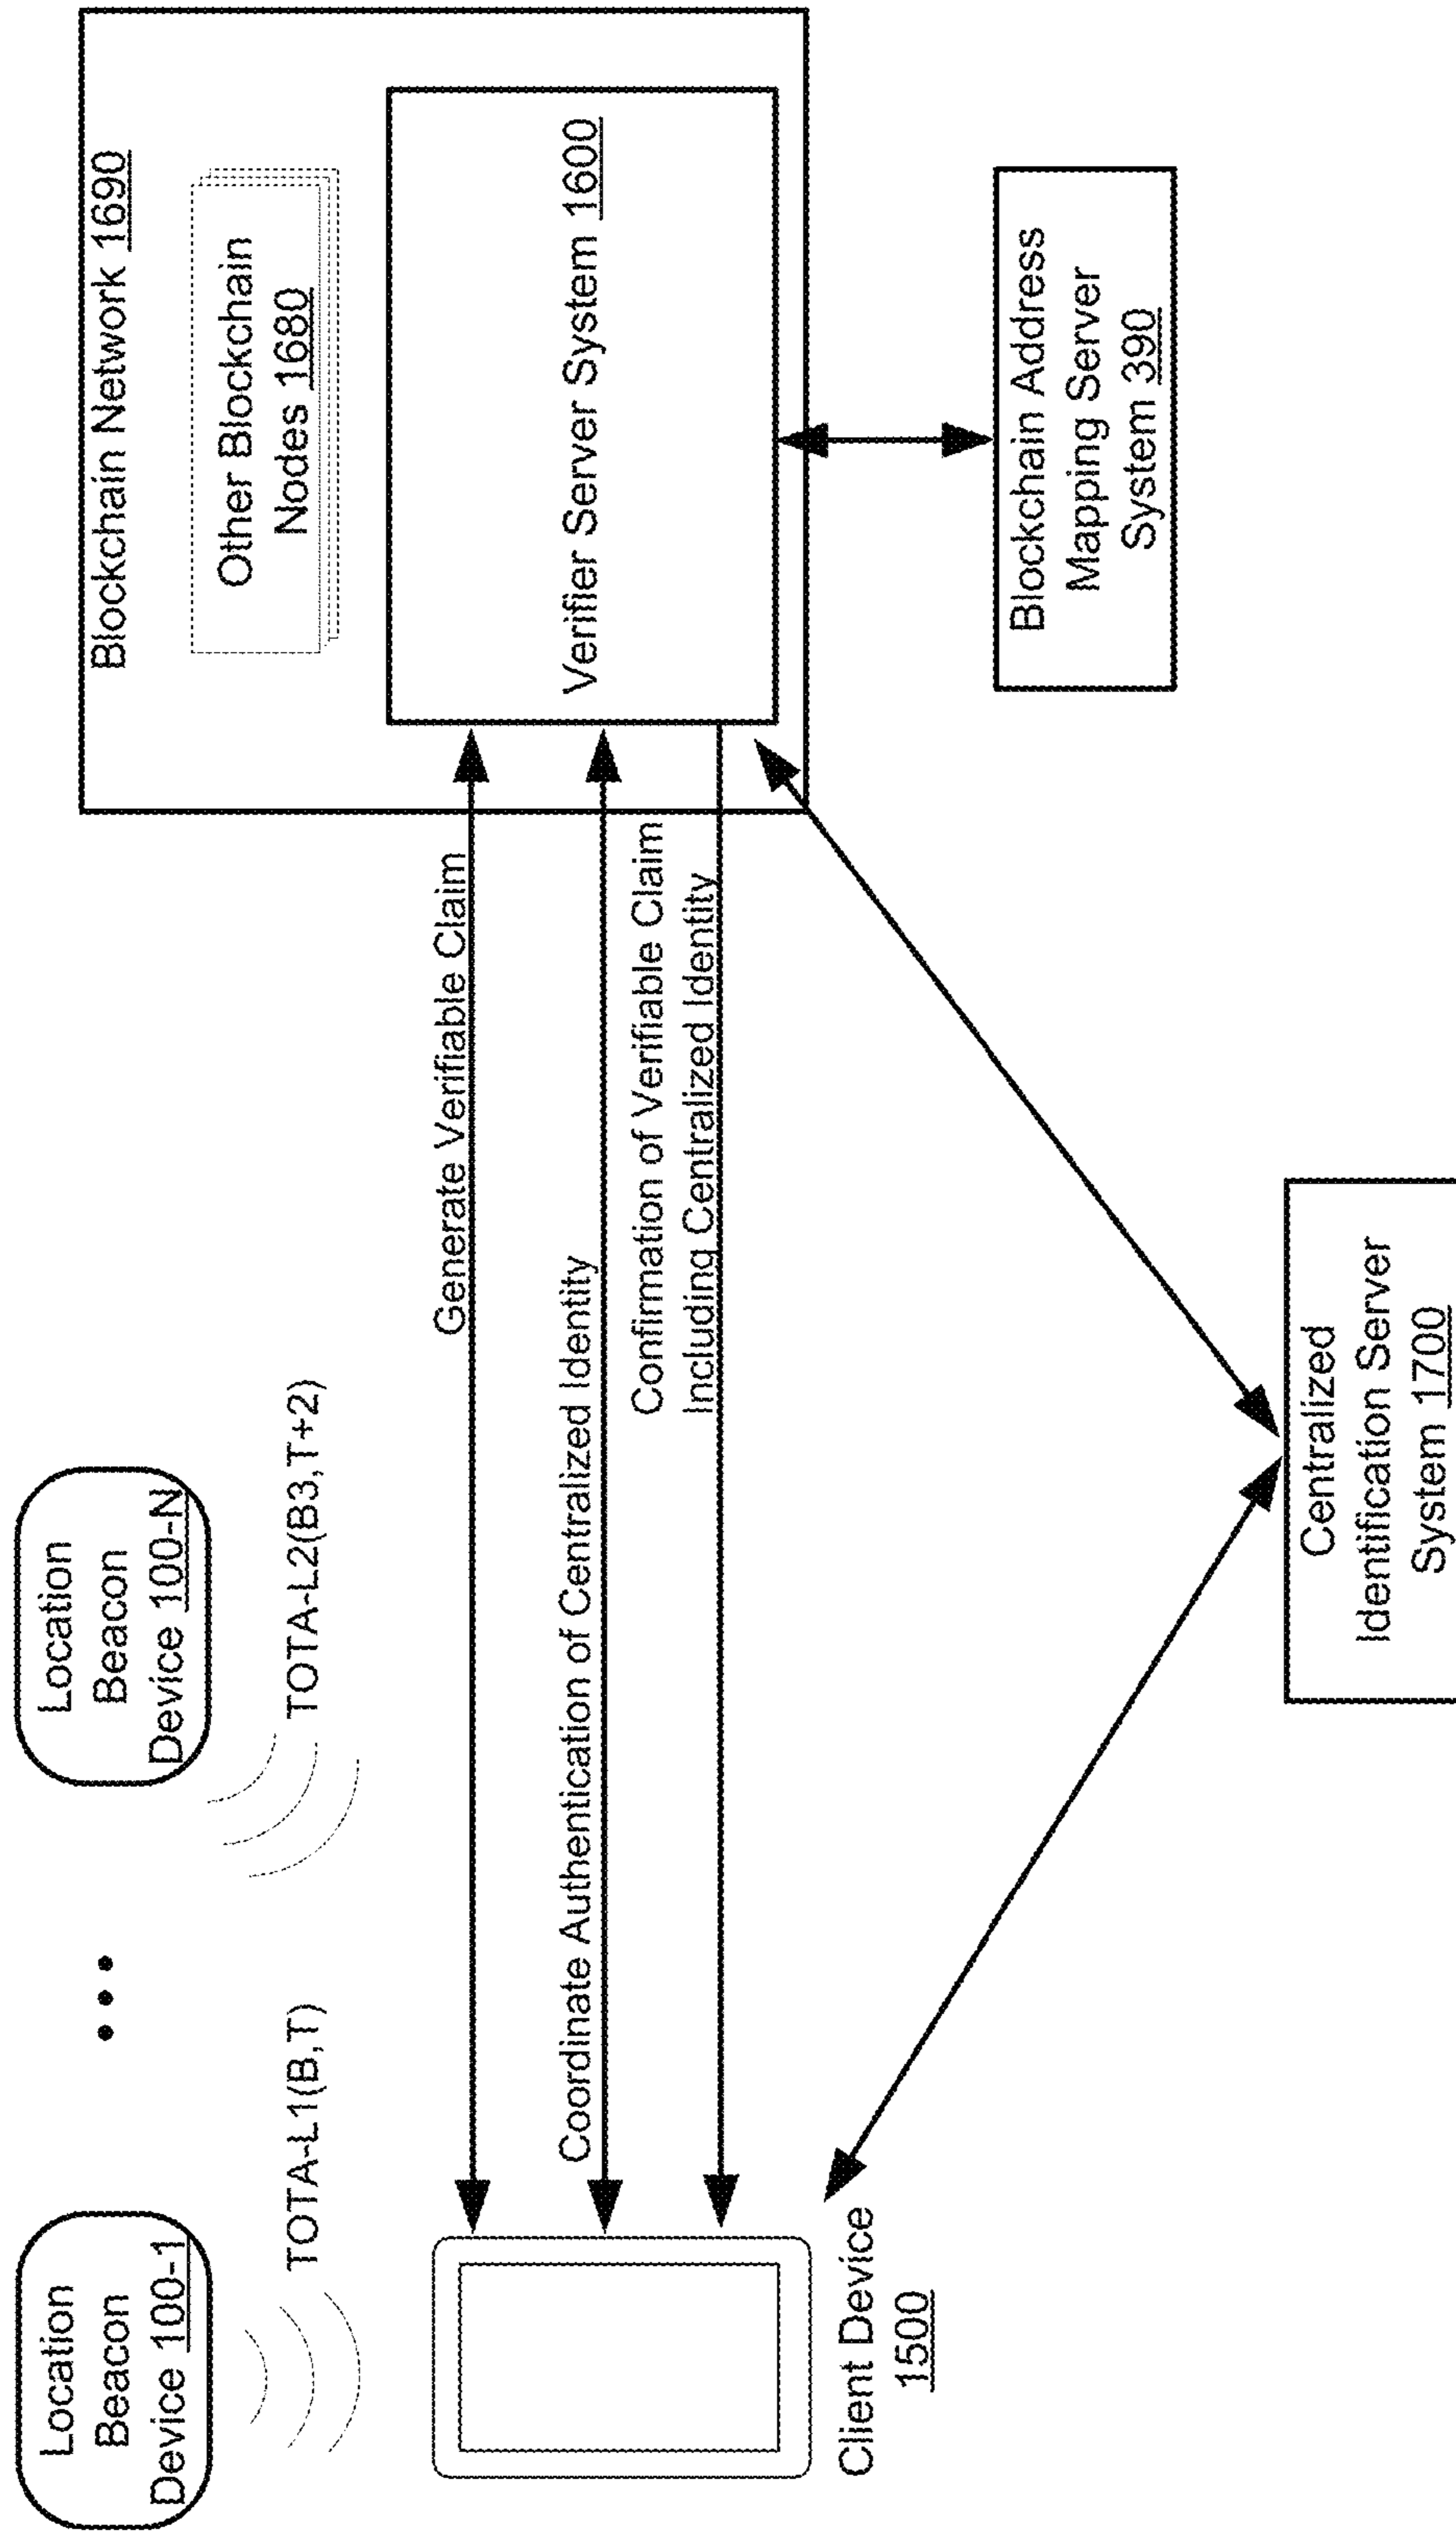 Location
Beacon
Device 100-1
TOTA-L1(B,T)
Location
Beacon
Device 100-N
TOTA-L2(B3,T+2)
Blockchain Network 1690
Other Blockchain
Nodes 1680
Verifier Server System 1600
Generate Verifiable Claim
Coordinate Authentication of Centralized Identity
Confirmation of Verifiable Claim
Including Centralized Identity
Client Device
1500
Blockchain Address
Mapping Server
System 390
Centralized
Identification Server
System 1700